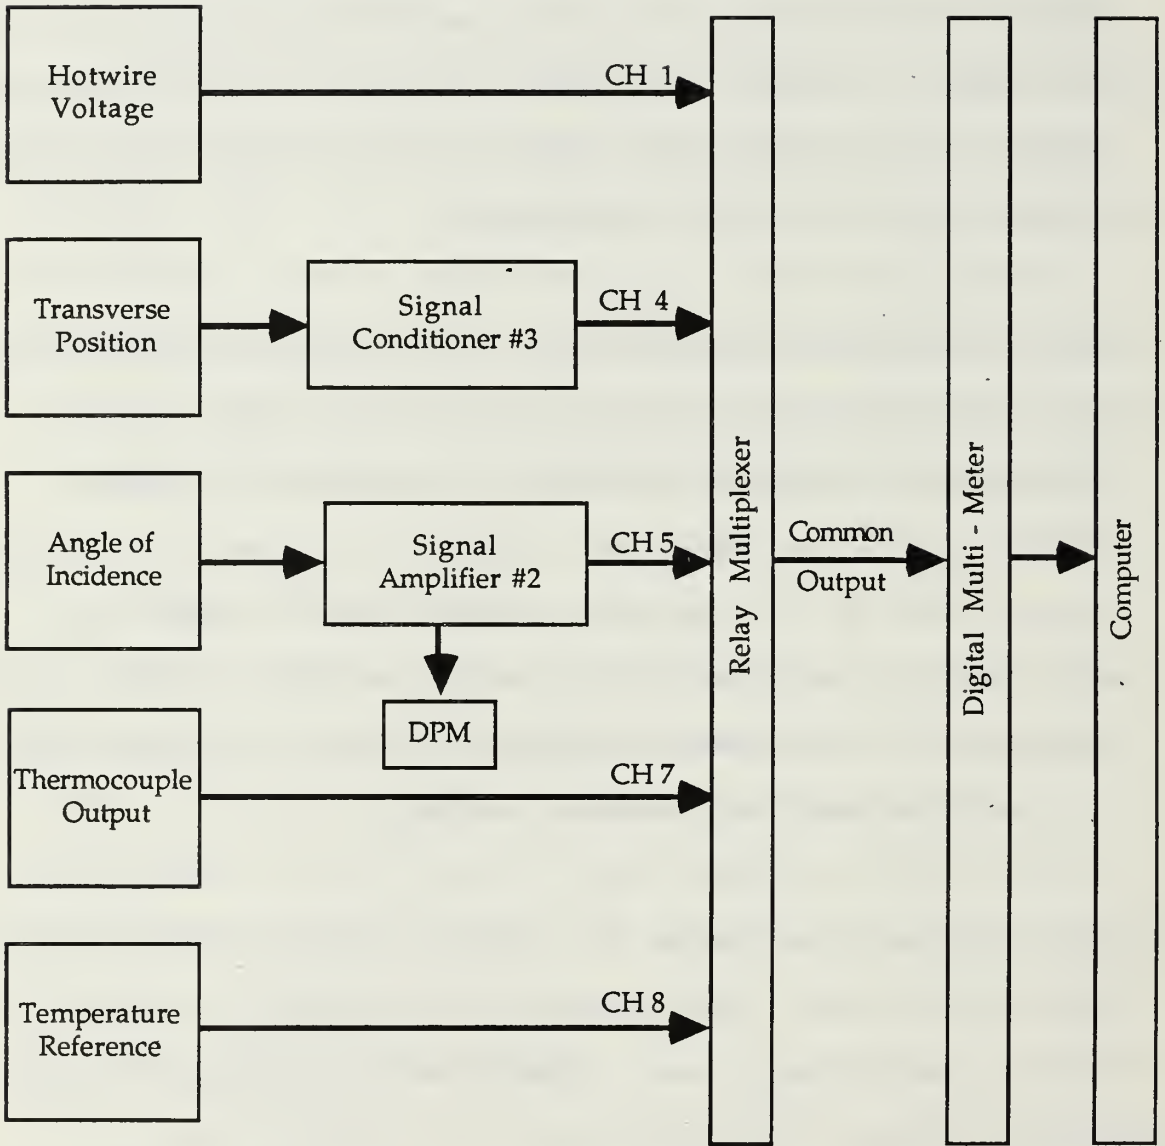 Hotwire
Voltage
CH 1
Transverse
Position
Signal
Conditioner #3
CH 4
Angle of
Incidence
Signal
Amplifier #2
CH 5
DPM
Thermocouple
Output
CH 7
Temperature
Reference
CH 8
Relay Multiplexer
Common
Output
Digital Multi - Meter
Computer